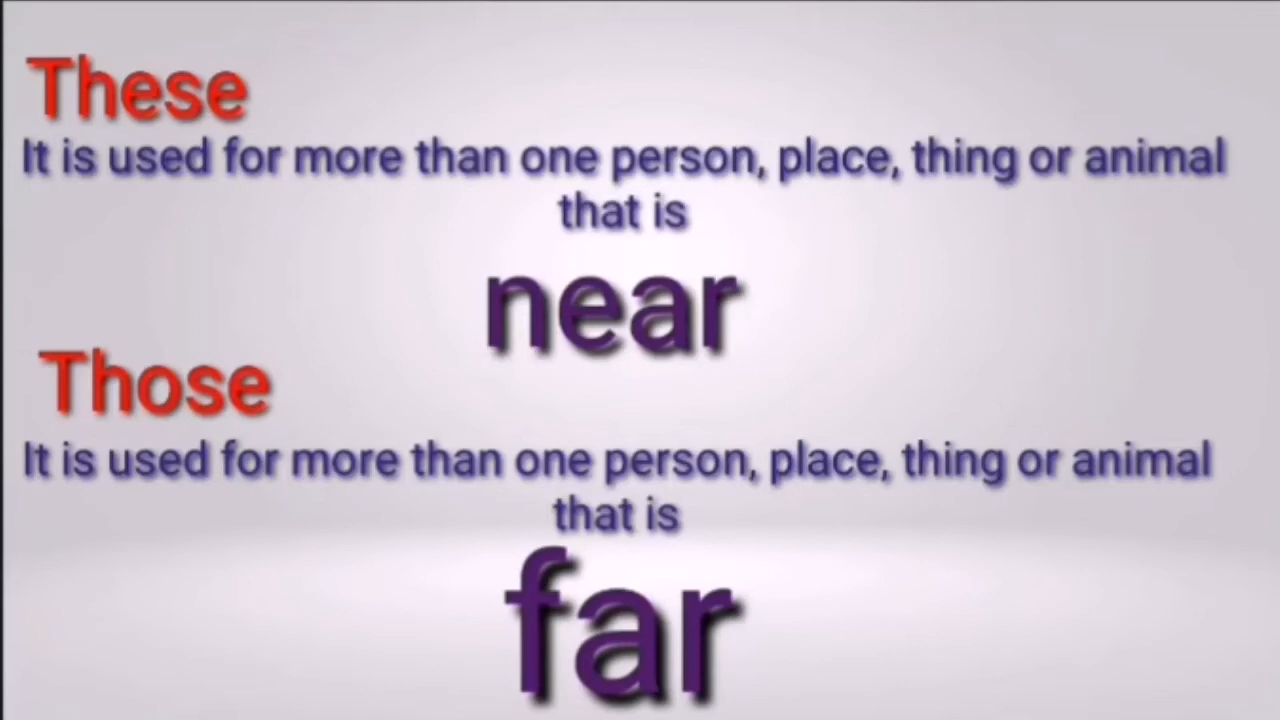 These
It is used for more than one person, place, thing or animal
that is
near
Those
It is used for more than one person, place, thing or animal
that is
far